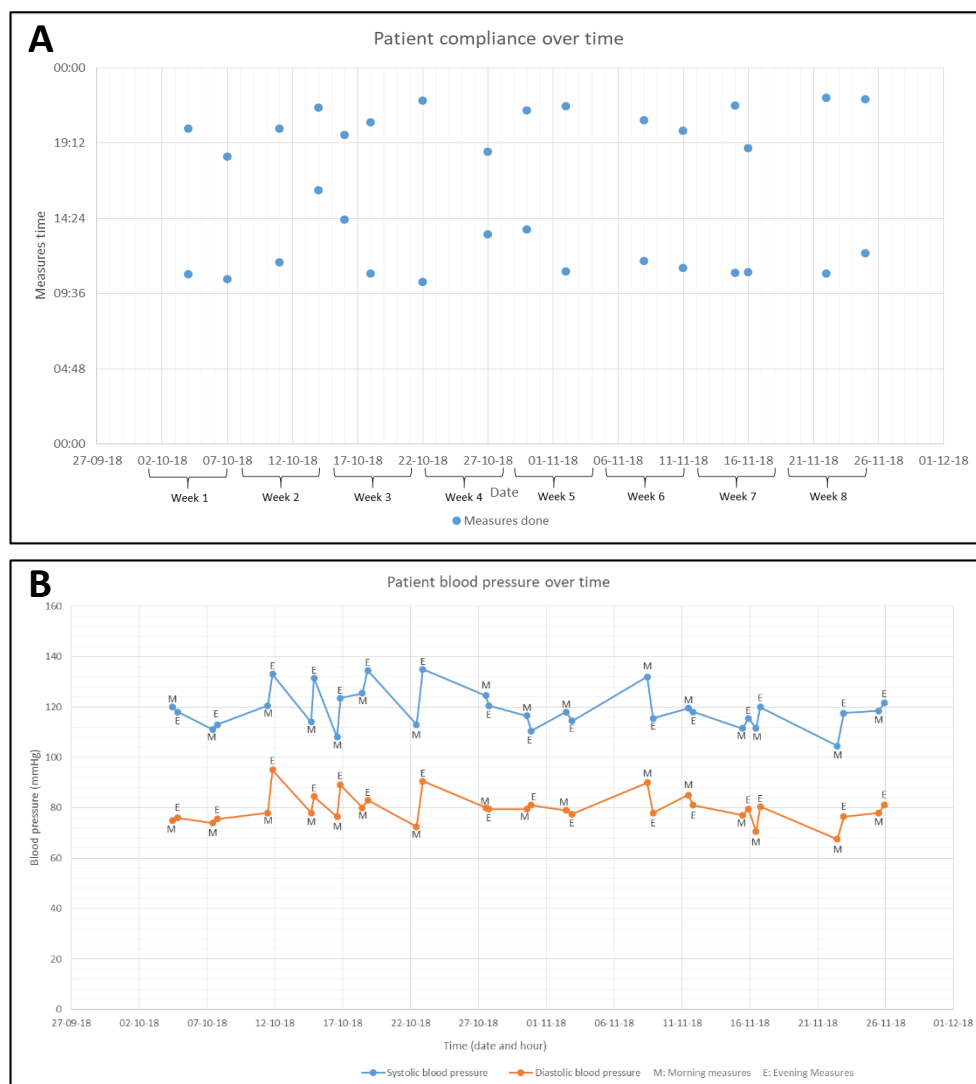 A
Patient compliance over time
Measures time
00:00
19:12
14:24
09:36
04:48
00:00
27-09-18 02-10-18 07-10-18 12-10-18 17-10-18 22-10-18 27-10-18 01-11-18 06-11-18 11-11-18 16-11-18 21-11-18 26-11-18 01-12-18
Week 1 Week 2 Week 3 Week 4 Week 5 Week 6 Week 7 Week 8
Date
Measures done
B
Patient blood pressure over time
Blood pressure (mmHg)
160
140
120
100
80
60
40
20
0
M E M E M E M E M E M E M E M E M E M E M E M E M E M E M E M E
M E M E M E M E M E M E M E M E M E M E M E M E M E M E M E M E
27-09-18 02-10-18 07-10-18 12-10-18 17-10-18 22-10-18 27-10-18 01-11-18 06-11-18 11-11-18 16-11-18 21-11-18 26-11-18 01-12-18
Time (date and hour)
Systolic blood pressure Diastolic blood pressure M: Morning measures E: Evening Measures